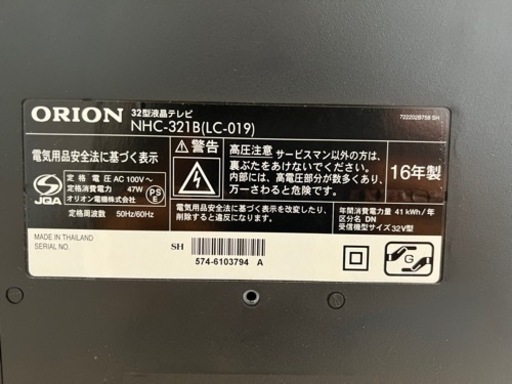 ORION 32型液晶テレビ
NHC-321B(LC-019)
722202B758 SH
電気用品安全法に基づく表示
定格電圧 AC 100V～
定格消費電力 47W
オリオン電機株式会社
定格周波数 50Hz/60Hz
JQA
PS
E
警告
高圧注意 サービスマン以外の方は、
裏ぶたをあけないでください。
内部には、高電圧部分が数多くあり、
万一さわると危険です。
電気用品安全法に基づく表示を改変したり、
削除すると違反になります。
16年製
年間消費電力量 41 kWh/年
区分名 DN
受信機型サイズ 32V型
MADE IN THAILAND
SERIAL NO.
SH
574-6103794 A
G